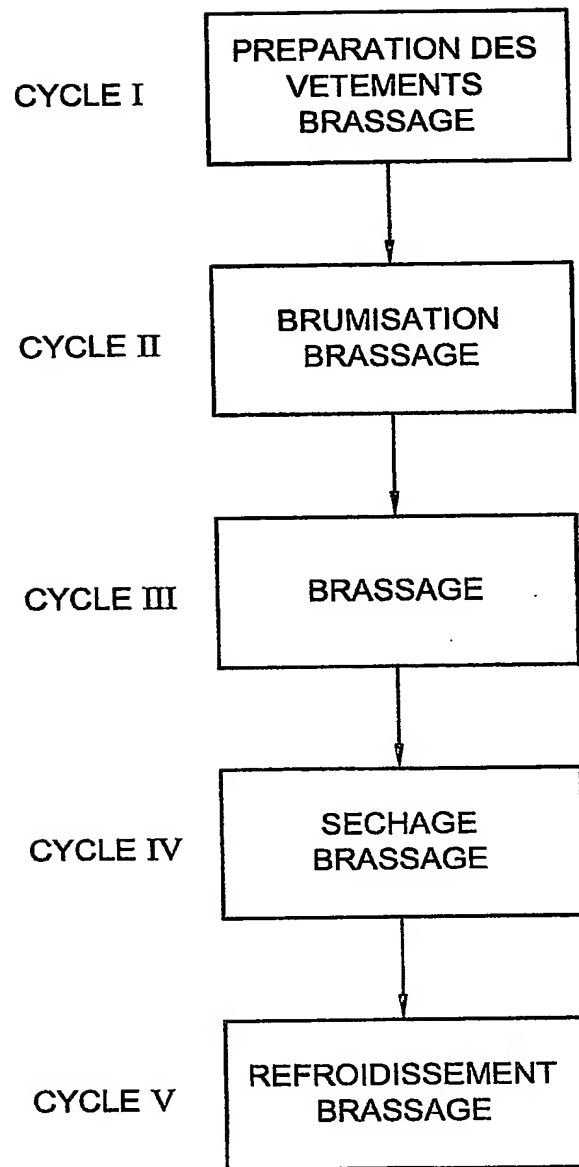 CYCLE I
PREPARATION DES
VETEMENTS
BRASSAGE
CYCLE II
BRUMISATION
BRASSAGE
CYCLE III
BRASSAGE
CYCLE IV
SECHAGE
BRASSAGE
CYCLE V
REFROIDISSEMENT
BRASSAGE